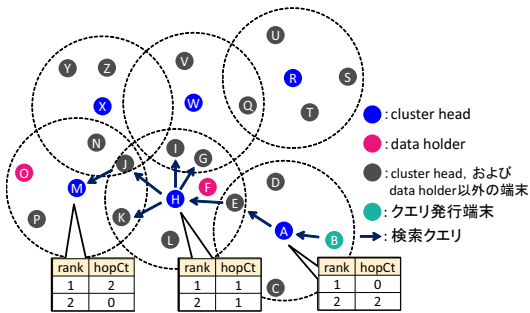 U
V
Y
Z
R
S
X
W
Q
T
N
I
J
G
O
M
F
D
H
E
P
K
A
B
L
C
: cluster head
: data holder
: cluster head, および
data holder以外の端末
: クエリ発行端末
: 検索クエリ
rank hopCt
1 2
2 0
rank hopCt
1 1
2 1
rank hopCt
1 0
2 2